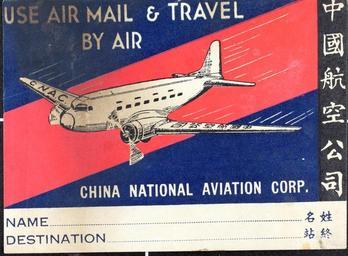 USE AIR MAIL & TRAVEL
BY AIR
中國航空公司
CNAC
CHINA NATIONAL AVIATION CORP.
NAME 名姓
DESTINATION 站終